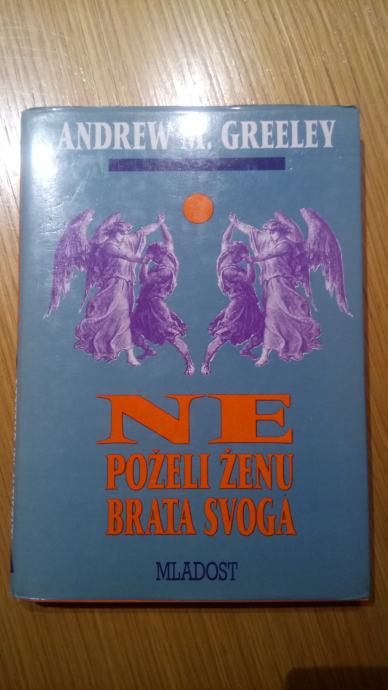 ANDREW M. GREELEY
NE
POŽELI ŽENU
BRATA SVOGA
MLADOST